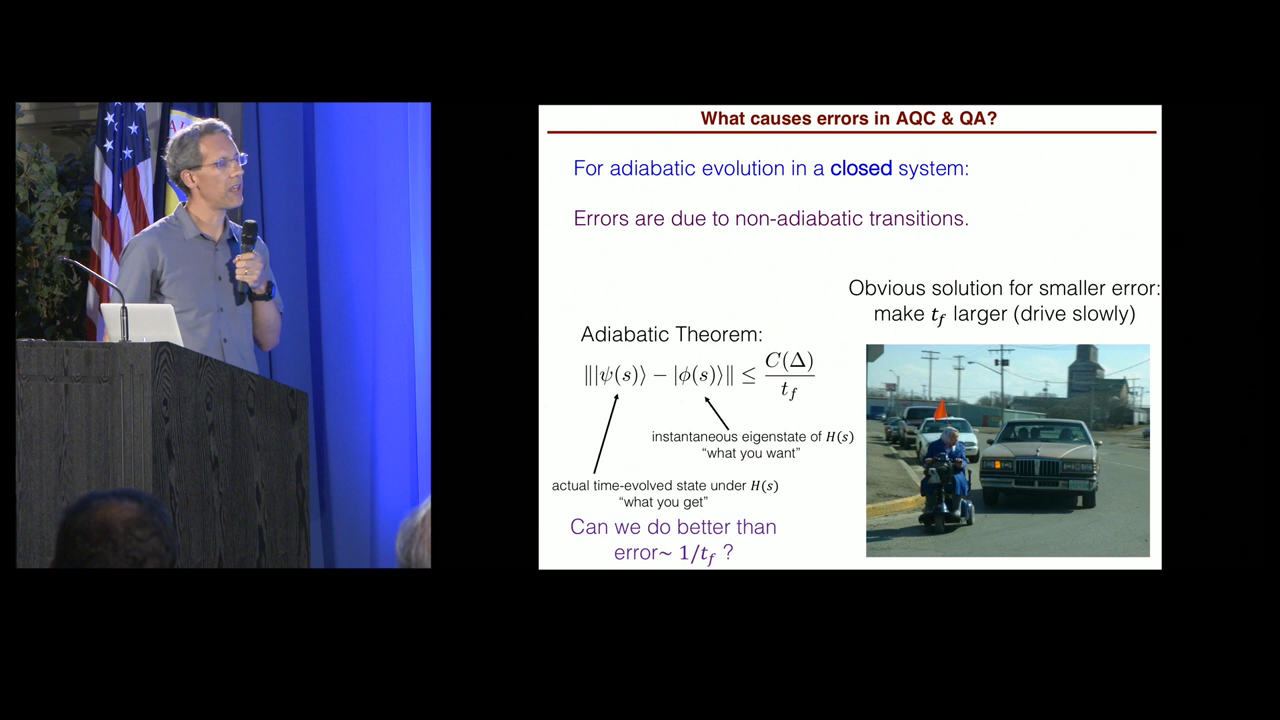 What causes errors in AQC & QA?
For adiabatic evolution in a closed system:
Errors are due to non-adiabatic transitions.
Obvious solution for smaller error:
make t_f larger (drive slowly)
Adiabatic Theorem:
‖|ψ(s)⟩ − |ϕ(s)⟩‖ ≤ C(Δ)/t_f
instantaneous eigenstate of H(s)
“what you want”
actual time-evolved state under H(s)
“what you get”
Can we do better than
error~ 1/t_f ?